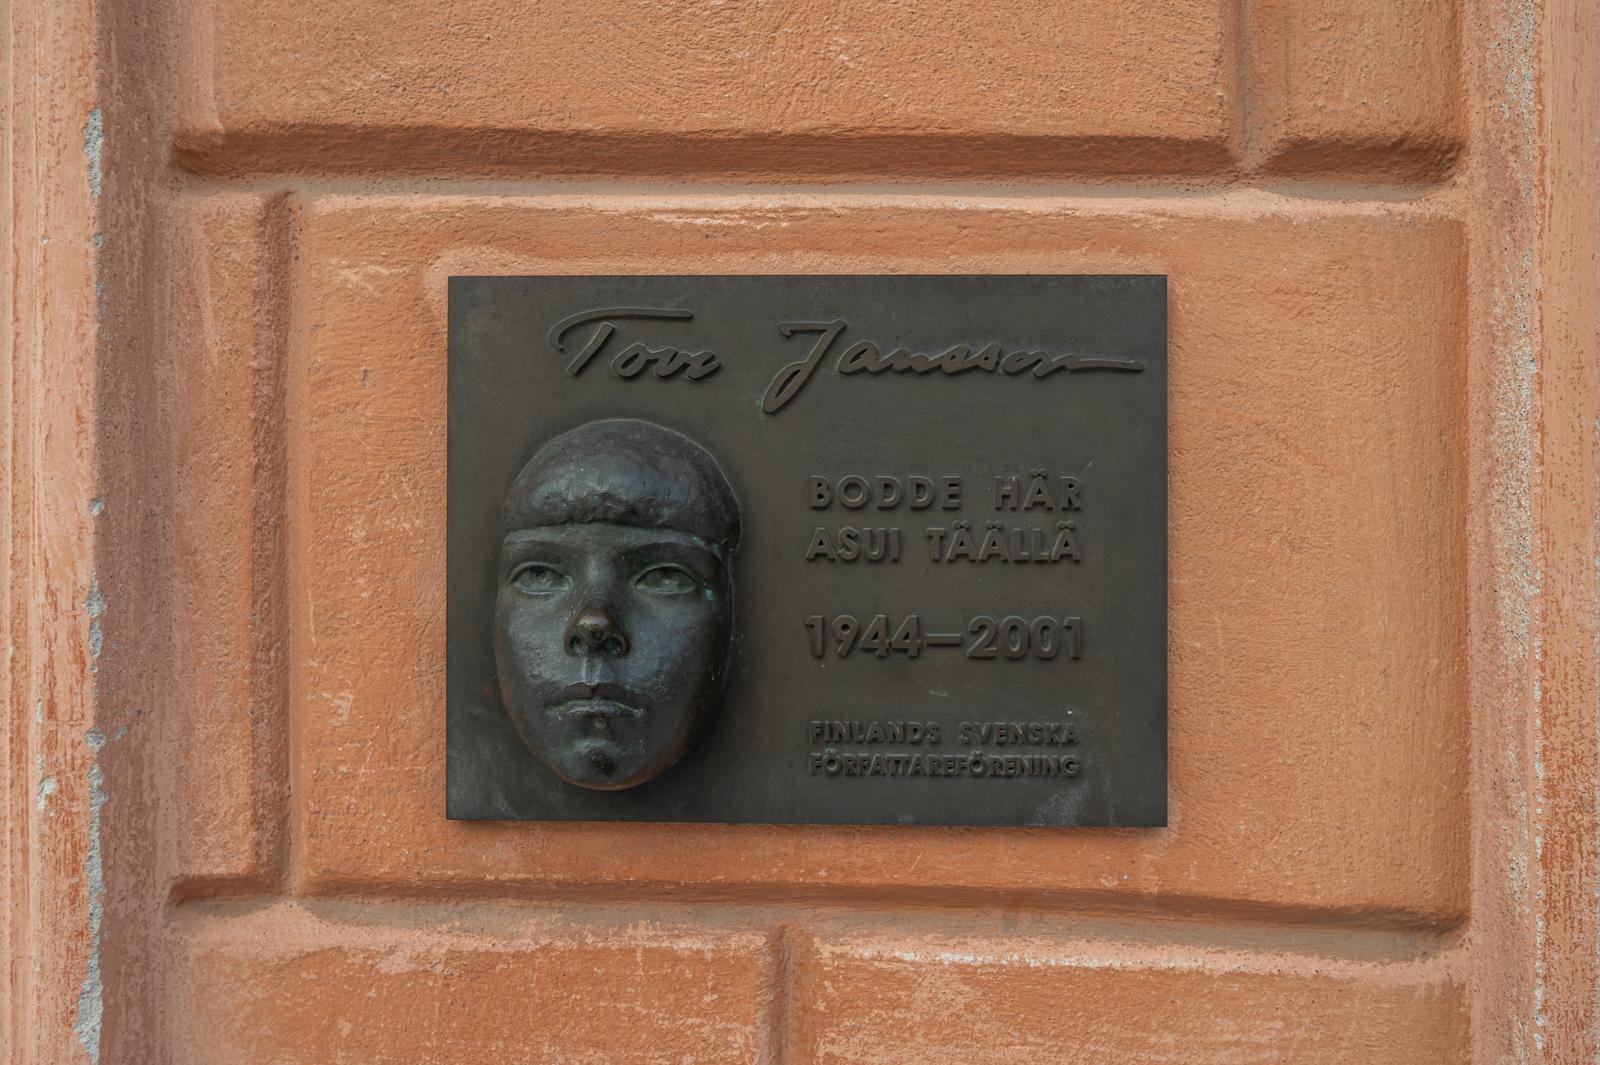 Tove Jansson
BODDE HÄR
ASUI TÄÄLLÄ
1944–2001
FINLANDS SVENSKA
FÖRFATTAREFÖRENING